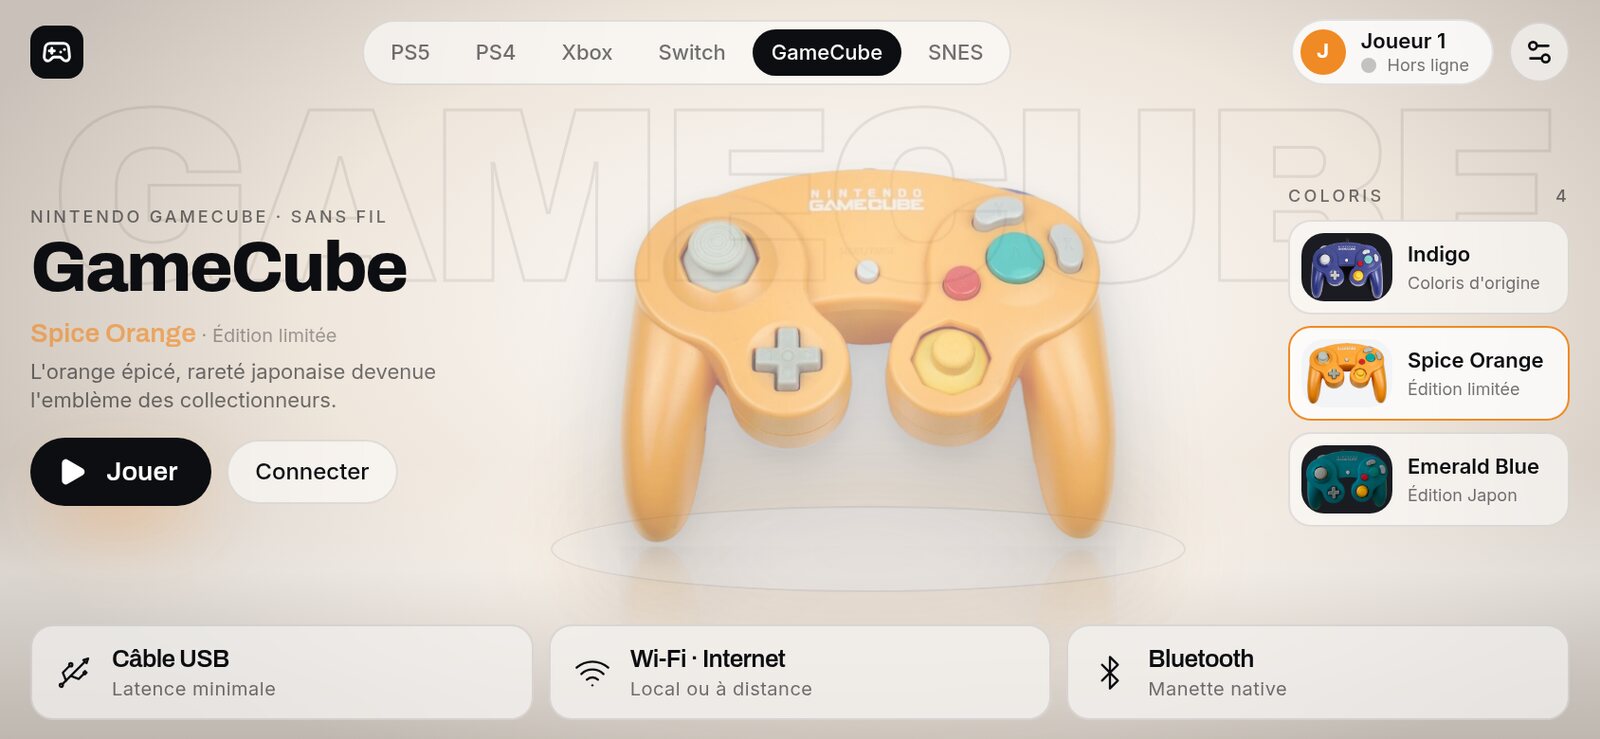 PS5
PS4
Xbox
Switch
GameCube
SNES
J
Joueur 1
Hors ligne
GAMECUBE
NINTENDO
GAMECUBE
NINTENDO GAMECUBE · SANS FIL
GameCube
Spice Orange · Édition limitée
L'orange épicé, rareté japonaise devenue
l'emblème des collectionneurs.
Jouer
Connecter
COLORIS
4
Indigo
Coloris d'origine
Spice Orange
Édition limitée
Emerald Blue
Édition Japon
Câble USB
Latence minimale
Wi-Fi · Internet
Local ou à distance
Bluetooth
Manette native